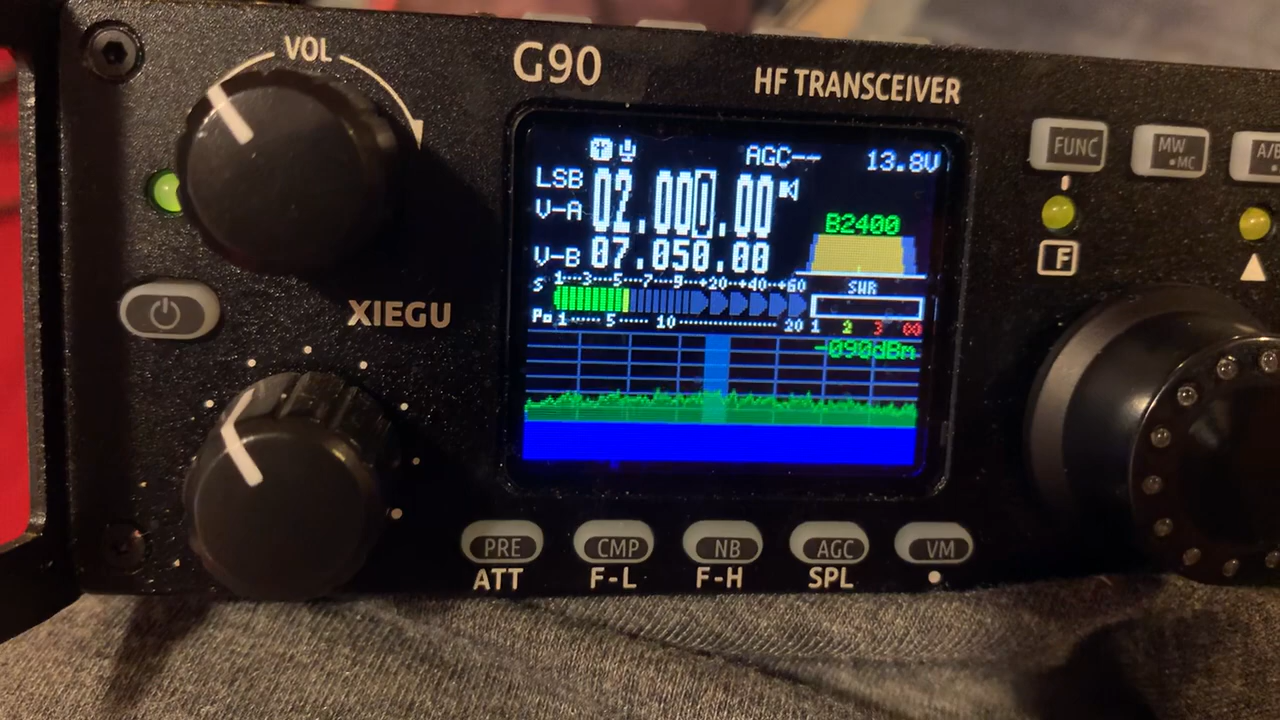 VOL
G90
HF TRANSCEIVER
FUNC
MW
MC
A/B
F
AGC--
13.8V
LSB
V-A
02.000.00
B2400
V-B
07.050.00
S 1···3···5···7···9··+20··+40··+60
SWR
Po 1······5······10···············20
1 2 3 ∞
-090dBm
XIEGU
PRE
CMP
NB
AGC
VM
ATT
F-L
F-H
SPL